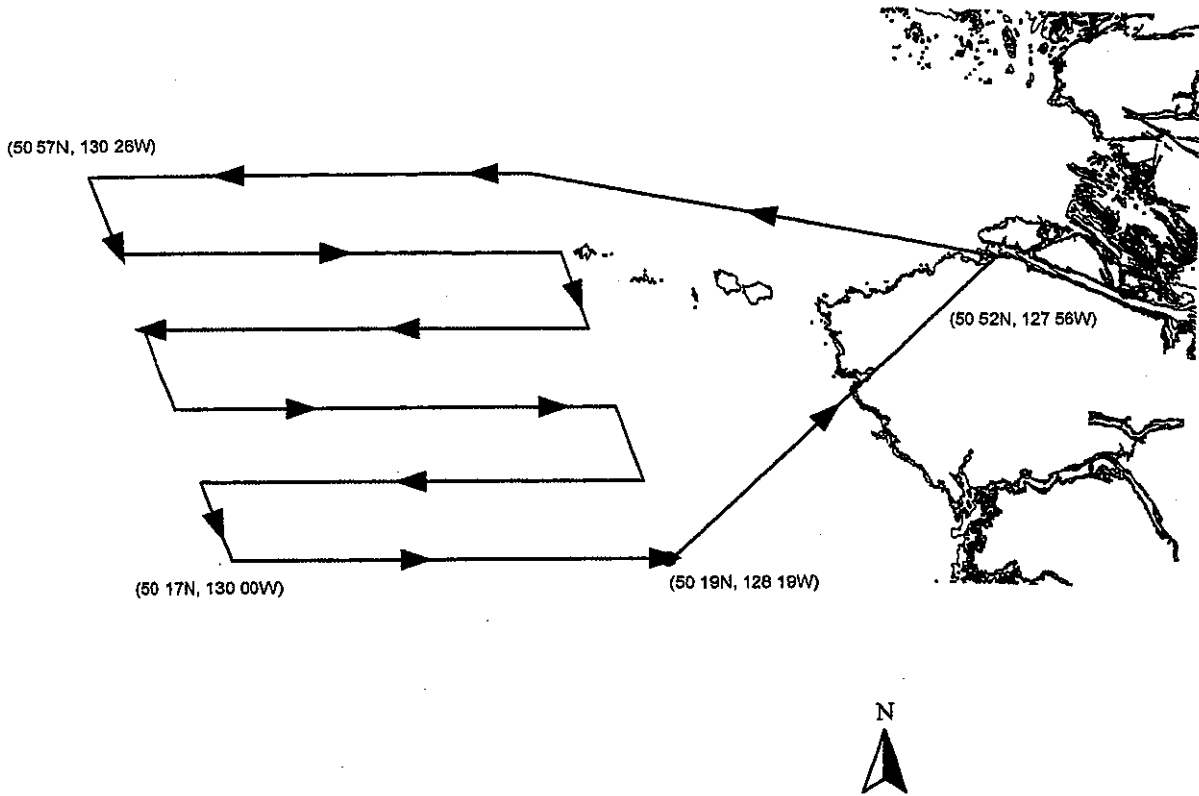 (50 57N, 130 26W)
(50 52N, 127 56W)
(50 17N, 130 00W)
(50 19N, 128 19W)
N